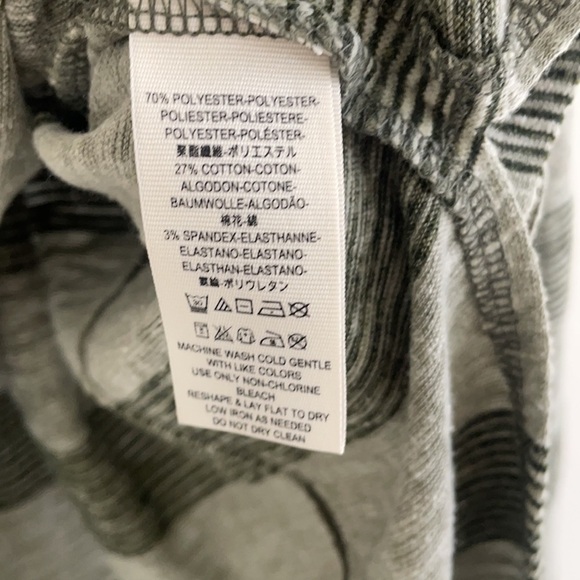 70% POLYESTER-POLYESTER-
POLIESTER-POLIESTERE-
POLYESTER-POLÉSTER-
聚脂纖維-ポリエステル
27% COTTON-COTON-
ALGODON-COTONE-
BAUMWOLLE-ALGODÃO-
棉花-綿
3% SPANDEX-ELASTHANNE-
ELASTANO-ELASTANO-
ELASTHAN-ELASTANO-
-ポリウレタン
MACHINE WASH COLD GENTLE
WITH LIKE COLORS
USE ONLY NON-CHLORINE
BLEACH
RESHAPE & LAY FLAT TO DRY
LOW IRON AS NEEDED
DO NOT DRY CLEAN